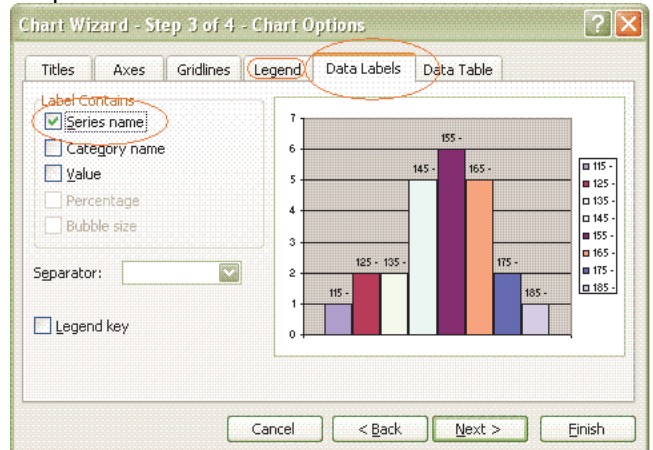 Chart Wizard - Step 3 of 4 - Chart Options
Titles Axes Gridlines Legend Data Labels Data Table
Label Contains
Series name
Category name
Value
Percentage
Bubble size
Separator:
Legend key
7
6
5
4
3
2
1
0
115 -
125 -
135 -
145 -
155 -
165 -
175 -
185 -
115 -
125 -
135 -
145 -
155 -
165 -
175 -
185 -
Cancel < Back Next > Finish